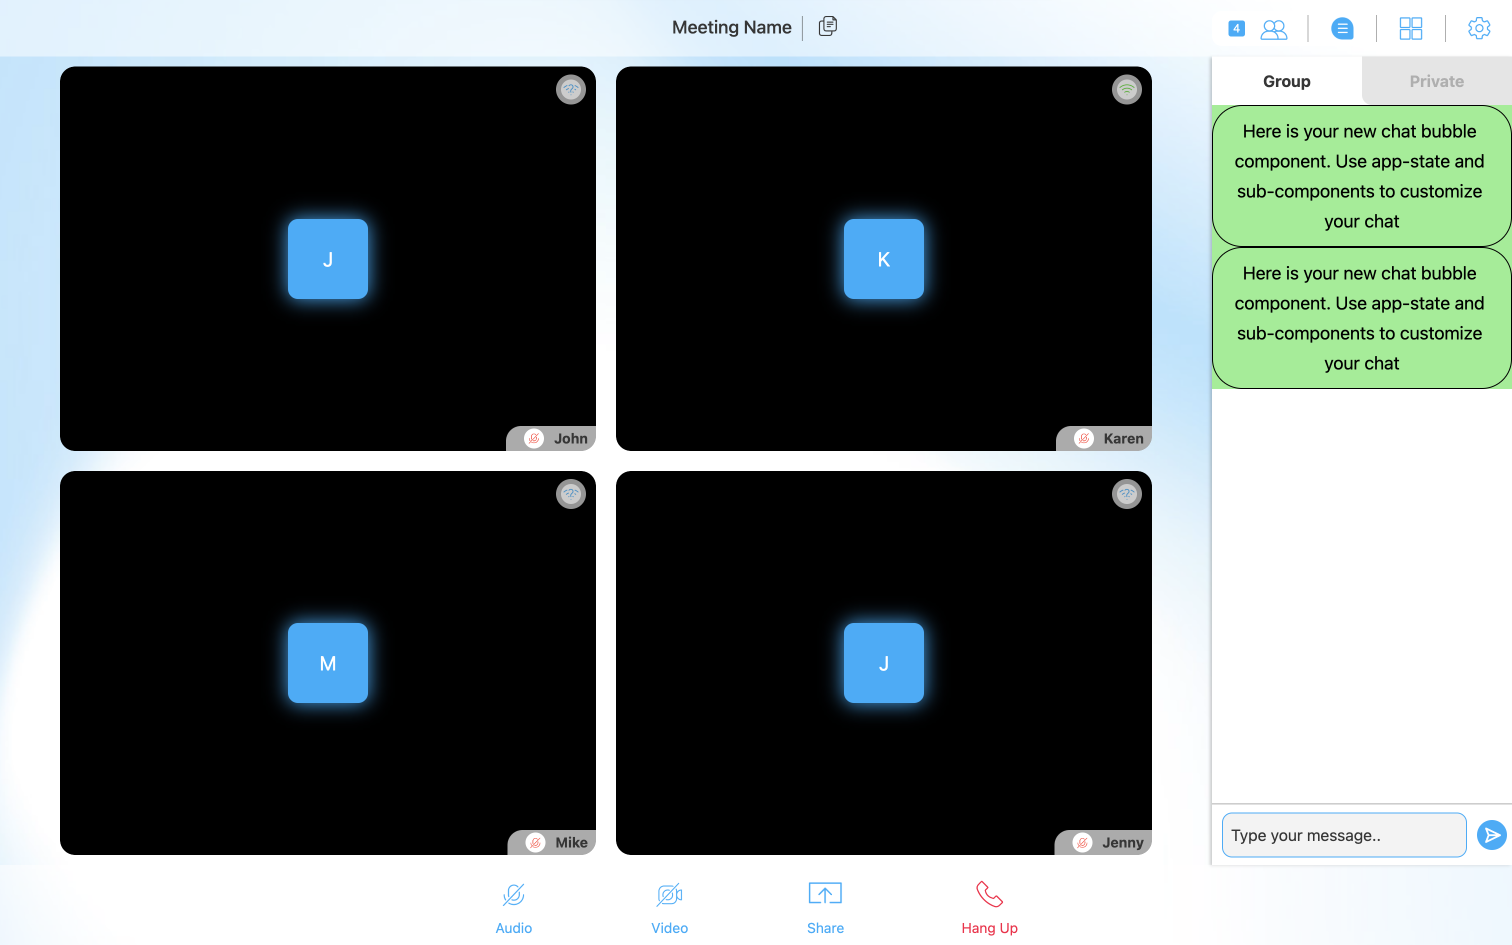 Meeting Name
4
Group
Private
Here is your new chat bubble
component. Use app-state and
sub-components to customize
your chat
Here is your new chat bubble
component. Use app-state and
sub-components to customize
your chat
J
John
K
Karen
M
Mike
J
Jenny
Type your message..
Audio
Video
Share
Hang Up